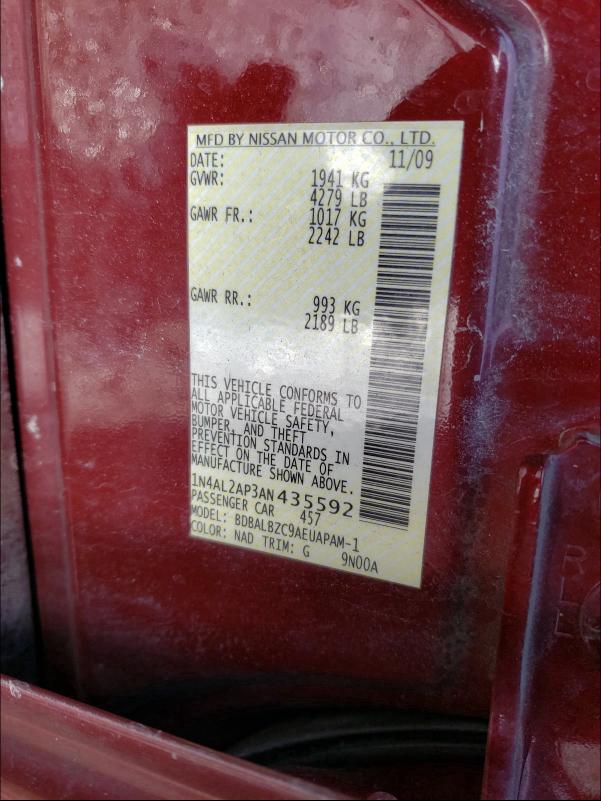 MFD BY NISSAN MOTOR CO., LTD.
DATE: 11/09
GVWR: 1941 KG
4279 LB
GAWR FR.: 1017 KG
2242 LB
GAWR RR.: 993 KG
2189 LB
THIS VEHICLE CONFORMS TO
ALL APPLICABLE FEDERAL
MOTOR VEHICLE SAFETY,
BUMPER, AND THEFT
PREVENTION STANDARDS IN
EFFECT ON THE DATE OF
MANUFACTURE SHOWN ABOVE.
1N4AL2AP3AN435592
PASSENGER CAR 457
MODEL: BDBALBZC9AEUAPAM-1
COLOR: NAD TRIM: G 9N00A